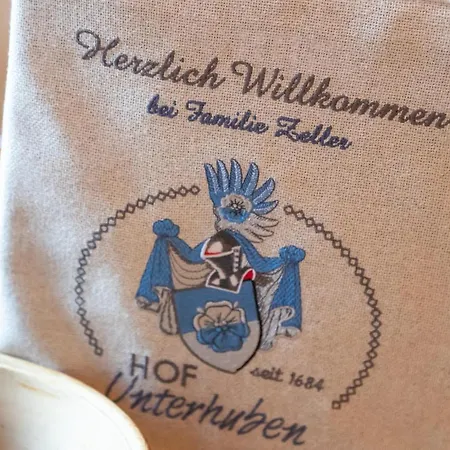 Herzlich Willkommen
bei Familie Zeller
HOF seit 1684
Unterhuben